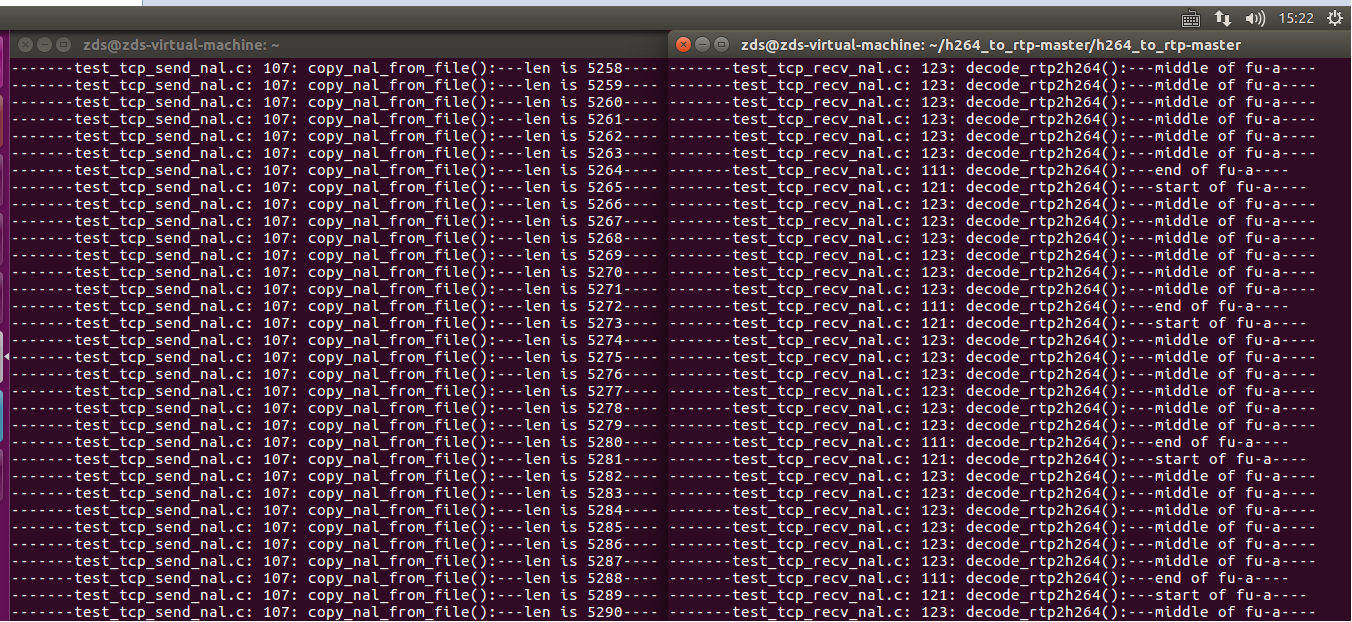 15:22
zds@zds-virtual-machine: ~
-------test_tcp_send_nal.c: 107: copy_nal_from_file():---len is 5258----
-------test_tcp_send_nal.c: 107: copy_nal_from_file():---len is 5259----
-------test_tcp_send_nal.c: 107: copy_nal_from_file():---len is 5260----
-------test_tcp_send_nal.c: 107: copy_nal_from_file():---len is 5261----
-------test_tcp_send_nal.c: 107: copy_nal_from_file():---len is 5262----
-------test_tcp_send_nal.c: 107: copy_nal_from_file():---len is 5263----
-------test_tcp_send_nal.c: 107: copy_nal_from_file():---len is 5264----
-------test_tcp_send_nal.c: 107: copy_nal_from_file():---len is 5265----
-------test_tcp_send_nal.c: 107: copy_nal_from_file():---len is 5266----
-------test_tcp_send_nal.c: 107: copy_nal_from_file():---len is 5267----
-------test_tcp_send_nal.c: 107: copy_nal_from_file():---len is 5268----
-------test_tcp_send_nal.c: 107: copy_nal_from_file():---len is 5269----
-------test_tcp_send_nal.c: 107: copy_nal_from_file():---len is 5270----
-------test_tcp_send_nal.c: 107: copy_nal_from_file():---len is 5271----
-------test_tcp_send_nal.c: 107: copy_nal_from_file():---len is 5272----
-------test_tcp_send_nal.c: 107: copy_nal_from_file():---len is 5273----
-------test_tcp_send_nal.c: 107: copy_nal_from_file():---len is 5274----
-------test_tcp_send_nal.c: 107: copy_nal_from_file():---len is 5275----
-------test_tcp_send_nal.c: 107: copy_nal_from_file():---len is 5276----
-------test_tcp_send_nal.c: 107: copy_nal_from_file():---len is 5277----
-------test_tcp_send_nal.c: 107: copy_nal_from_file():---len is 5278----
-------test_tcp_send_nal.c: 107: copy_nal_from_file():---len is 5279----
-------test_tcp_send_nal.c: 107: copy_nal_from_file():---len is 5280----
-------test_tcp_send_nal.c: 107: copy_nal_from_file():---len is 5281----
-------test_tcp_send_nal.c: 107: copy_nal_from_file():---len is 5282----
-------test_tcp_send_nal.c: 107: copy_nal_from_file():---len is 5283----
-------test_tcp_send_nal.c: 107: copy_nal_from_file():---len is 5284----
-------test_tcp_send_nal.c: 107: copy_nal_from_file():---len is 5285----
-------test_tcp_send_nal.c: 107: copy_nal_from_file():---len is 5286----
-------test_tcp_send_nal.c: 107: copy_nal_from_file():---len is 5287----
-------test_tcp_send_nal.c: 107: copy_nal_from_file():---len is 5288----
-------test_tcp_send_nal.c: 107: copy_nal_from_file():---len is 5289----
-------test_tcp_send_nal.c: 107: copy_nal_from_file():---len is 5290----
zds@zds-virtual-machine: ~/h264_to_rtp-master/h264_to_rtp-master
-------test_tcp_recv_nal.c: 123: decode_rtp2h264():---middle of fu-a----
-------test_tcp_recv_nal.c: 123: decode_rtp2h264():---middle of fu-a----
-------test_tcp_recv_nal.c: 123: decode_rtp2h264():---middle of fu-a----
-------test_tcp_recv_nal.c: 123: decode_rtp2h264():---middle of fu-a----
-------test_tcp_recv_nal.c: 123: decode_rtp2h264():---middle of fu-a----
-------test_tcp_recv_nal.c: 123: decode_rtp2h264():---middle of fu-a----
-------test_tcp_recv_nal.c: 111: decode_rtp2h264():---end of fu-a----
-------test_tcp_recv_nal.c: 121: decode_rtp2h264():---start of fu-a----
-------test_tcp_recv_nal.c: 123: decode_rtp2h264():---middle of fu-a----
-------test_tcp_recv_nal.c: 123: decode_rtp2h264():---middle of fu-a----
-------test_tcp_recv_nal.c: 123: decode_rtp2h264():---middle of fu-a----
-------test_tcp_recv_nal.c: 123: decode_rtp2h264():---middle of fu-a----
-------test_tcp_recv_nal.c: 123: decode_rtp2h264():---middle of fu-a----
-------test_tcp_recv_nal.c: 123: decode_rtp2h264():---middle of fu-a----
-------test_tcp_recv_nal.c: 111: decode_rtp2h264():---end of fu-a----
-------test_tcp_recv_nal.c: 121: decode_rtp2h264():---start of fu-a----
-------test_tcp_recv_nal.c: 123: decode_rtp2h264():---middle of fu-a----
-------test_tcp_recv_nal.c: 123: decode_rtp2h264():---middle of fu-a----
-------test_tcp_recv_nal.c: 123: decode_rtp2h264():---middle of fu-a----
-------test_tcp_recv_nal.c: 123: decode_rtp2h264():---middle of fu-a----
-------test_tcp_recv_nal.c: 123: decode_rtp2h264():---middle of fu-a----
-------test_tcp_recv_nal.c: 123: decode_rtp2h264():---middle of fu-a----
-------test_tcp_recv_nal.c: 111: decode_rtp2h264():---end of fu-a----
-------test_tcp_recv_nal.c: 121: decode_rtp2h264():---start of fu-a----
-------test_tcp_recv_nal.c: 123: decode_rtp2h264():---middle of fu-a----
-------test_tcp_recv_nal.c: 123: decode_rtp2h264():---middle of fu-a----
-------test_tcp_recv_nal.c: 123: decode_rtp2h264():---middle of fu-a----
-------test_tcp_recv_nal.c: 123: decode_rtp2h264():---middle of fu-a----
-------test_tcp_recv_nal.c: 123: decode_rtp2h264():---middle of fu-a----
-------test_tcp_recv_nal.c: 123: decode_rtp2h264():---middle of fu-a----
-------test_tcp_recv_nal.c: 111: decode_rtp2h264():---end of fu-a----
-------test_tcp_recv_nal.c: 121: decode_rtp2h264():---start of fu-a----
-------test_tcp_recv_nal.c: 123: decode_rtp2h264():---middle of fu-a----